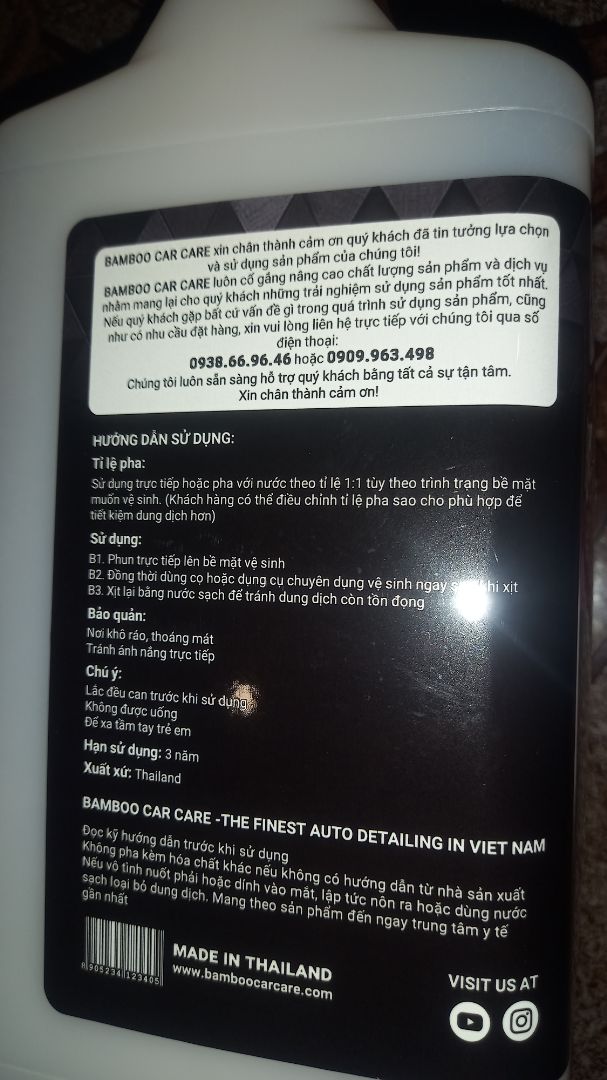 BAMBOO CAR CARE xin chân thành cảm ơn quý khách đã tin tưởng lựa chọn
và sử dụng sản phẩm của chúng tôi!
BAMBOO CAR CARE luôn cố gắng nâng cao chất lượng sản phẩm và dịch vụ
nhằm mang lại cho quý khách những trải nghiệm sử dụng sản phẩm tốt nhất.
Nếu quý khách gặp bất cứ vấn đề gì trong quá trình sử dụng sản phẩm, cũng
như có nhu cầu đặt hàng, xin vui lòng liên hệ trực tiếp với chúng tôi qua số
điện thoại:
0938.66.96.46 hoặc 0909.963.498
Chúng tôi luôn sẵn sàng hỗ trợ quý khách bằng tất cả sự tận tâm.
Xin chân thành cảm ơn!
HƯỚNG DẪN SỬ DỤNG:
Tỉ lệ pha:
Sử dụng trực tiếp hoặc pha với nước theo tỉ lệ 1:1 tùy theo trình trạng bề mặt
muốn vệ sinh. (Khách hàng có thể điều chỉnh tỉ lệ pha sao cho phù hợp để
tiết kiệm dung dịch hơn)
Sử dụng:
B1. Phun trực tiếp lên bề mặt vệ sinh
B2. Đồng thời dùng cọ hoặc dụng cụ chuyên dụng vệ sinh ngay khi xịt
B3. Xịt lại bằng nước sạch để tránh dung dịch còn tồn đọng
Bảo quản:
Nơi khô ráo, thoáng mát
Tránh ánh nắng trực tiếp
Chú ý:
Lắc đều can trước khi sử dụng
Không được uống
Để xa tầm tay trẻ em
Hạn sử dụng: 3 năm
Xuất xứ: Thailand
BAMBOO CAR CARE -THE FINEST AUTO DETAILING IN VIET NAM
Đọc kỹ hướng dẫn trước khi sử dụng
Không pha kèm hóa chất khác nếu không có hướng dẫn từ nhà sản xuất
Nếu vô tình nuốt phải hoặc dính vào mắt, lập tức nôn ra hoặc dùng nước
sạch loại bỏ dung dịch. Mang theo sản phẩm đến ngay trung tâm y tế
gần nhất
8 905234 123405
MADE IN THAILAND
www.bamboocarcare.com
VISIT US AT